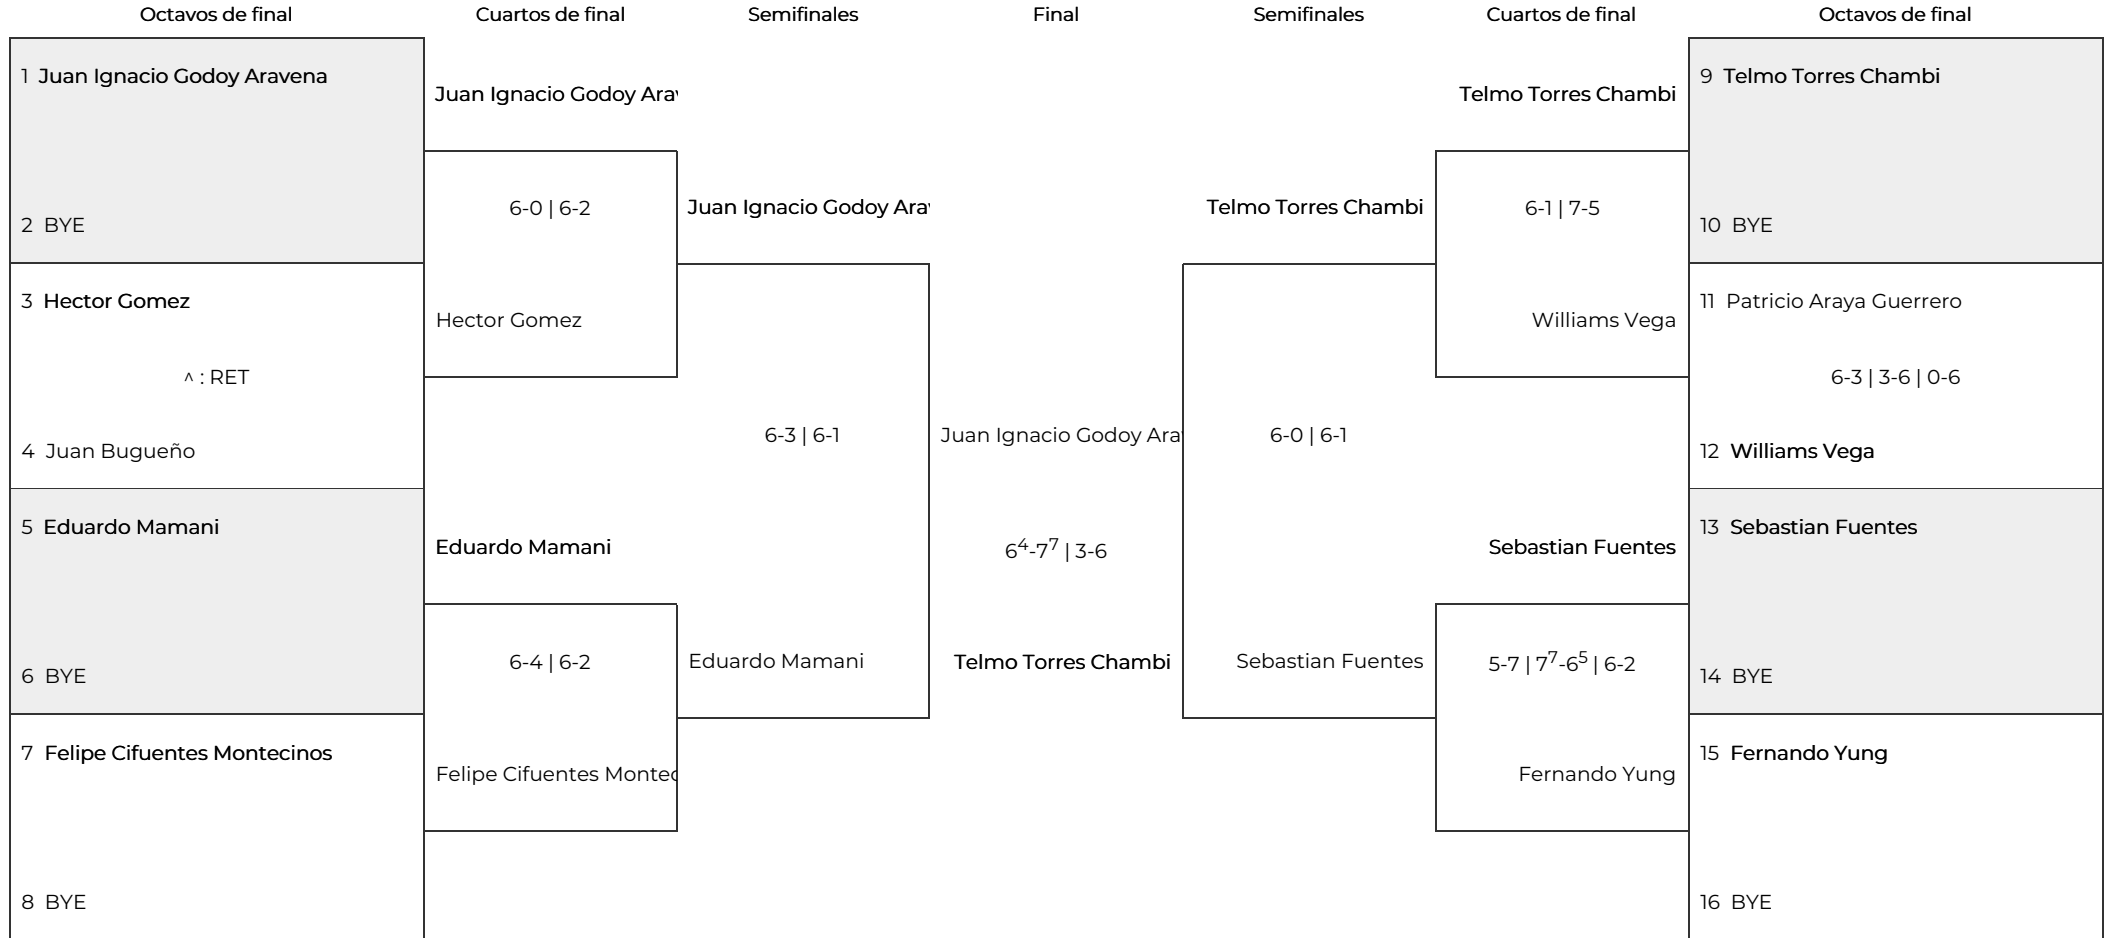 Octavos de final
Cuartos de final
Semifinales
Final
Semifinales
Cuartos de final
Octavos de final
1 Juan Ignacio Godoy Aravena
2 BYE
3 Hector Gomez
^ : RET
4 Juan Bugueño
5 Eduardo Mamani
6 BYE
7 Felipe Cifuentes Montecinos
8 BYE
Juan Ignacio Godoy Ara
6-0 | 6-2
Hector Gomez
Eduardo Mamani
6-4 | 6-2
Felipe Cifuentes Montec
Juan Ignacio Godoy Ara
6-3 | 6-1
Eduardo Mamani
Juan Ignacio Godoy Ara
6⁴-7⁷ | 3-6
Telmo Torres Chambi
Telmo Torres Chambi
6-0 | 6-1
Sebastian Fuentes
Telmo Torres Chambi
6-1 | 7-5
Williams Vega
Sebastian Fuentes
5-7 | 7⁷-6⁵ | 6-2
Fernando Yung
9 Telmo Torres Chambi
10 BYE
11 Patricio Araya Guerrero
6-3 | 3-6 | 0-6
12 Williams Vega
13 Sebastian Fuentes
14 BYE
15 Fernando Yung
16 BYE